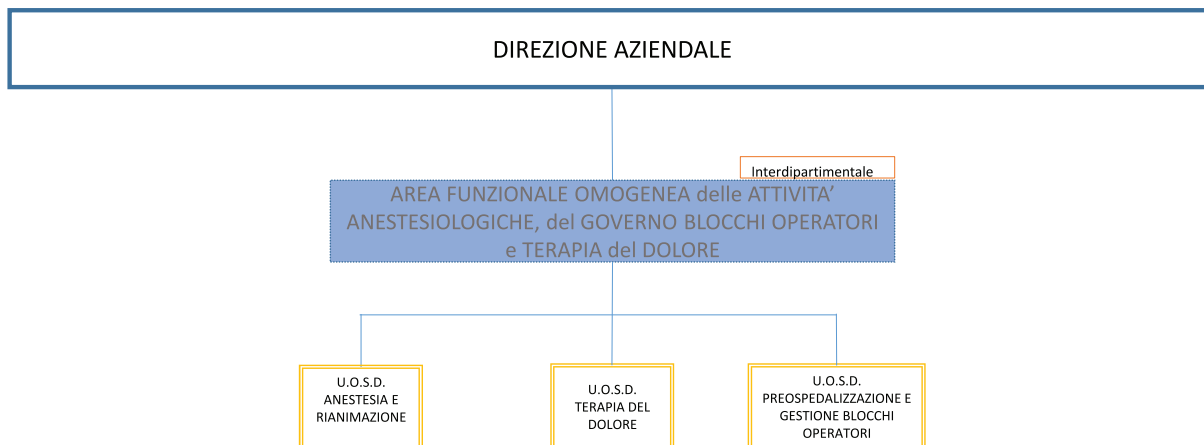 DIREZIONE AZIENDALE
Interdipartimentale
AREA FUNZIONALE OMOGENEA delle ATTIVITA’
ANESTESIOLOGICHE, del GOVERNO BLOCCHI OPERATORI
e TERAPIA del DOLORE
U.O.S.D.
ANESTESIA E
RIANIMAZIONE
U.O.S.D.
TERAPIA DEL
DOLORE
U.O.S.D.
PREOSPEDALIZZAZIONE E
GESTIONE BLOCCHI
OPERATORI